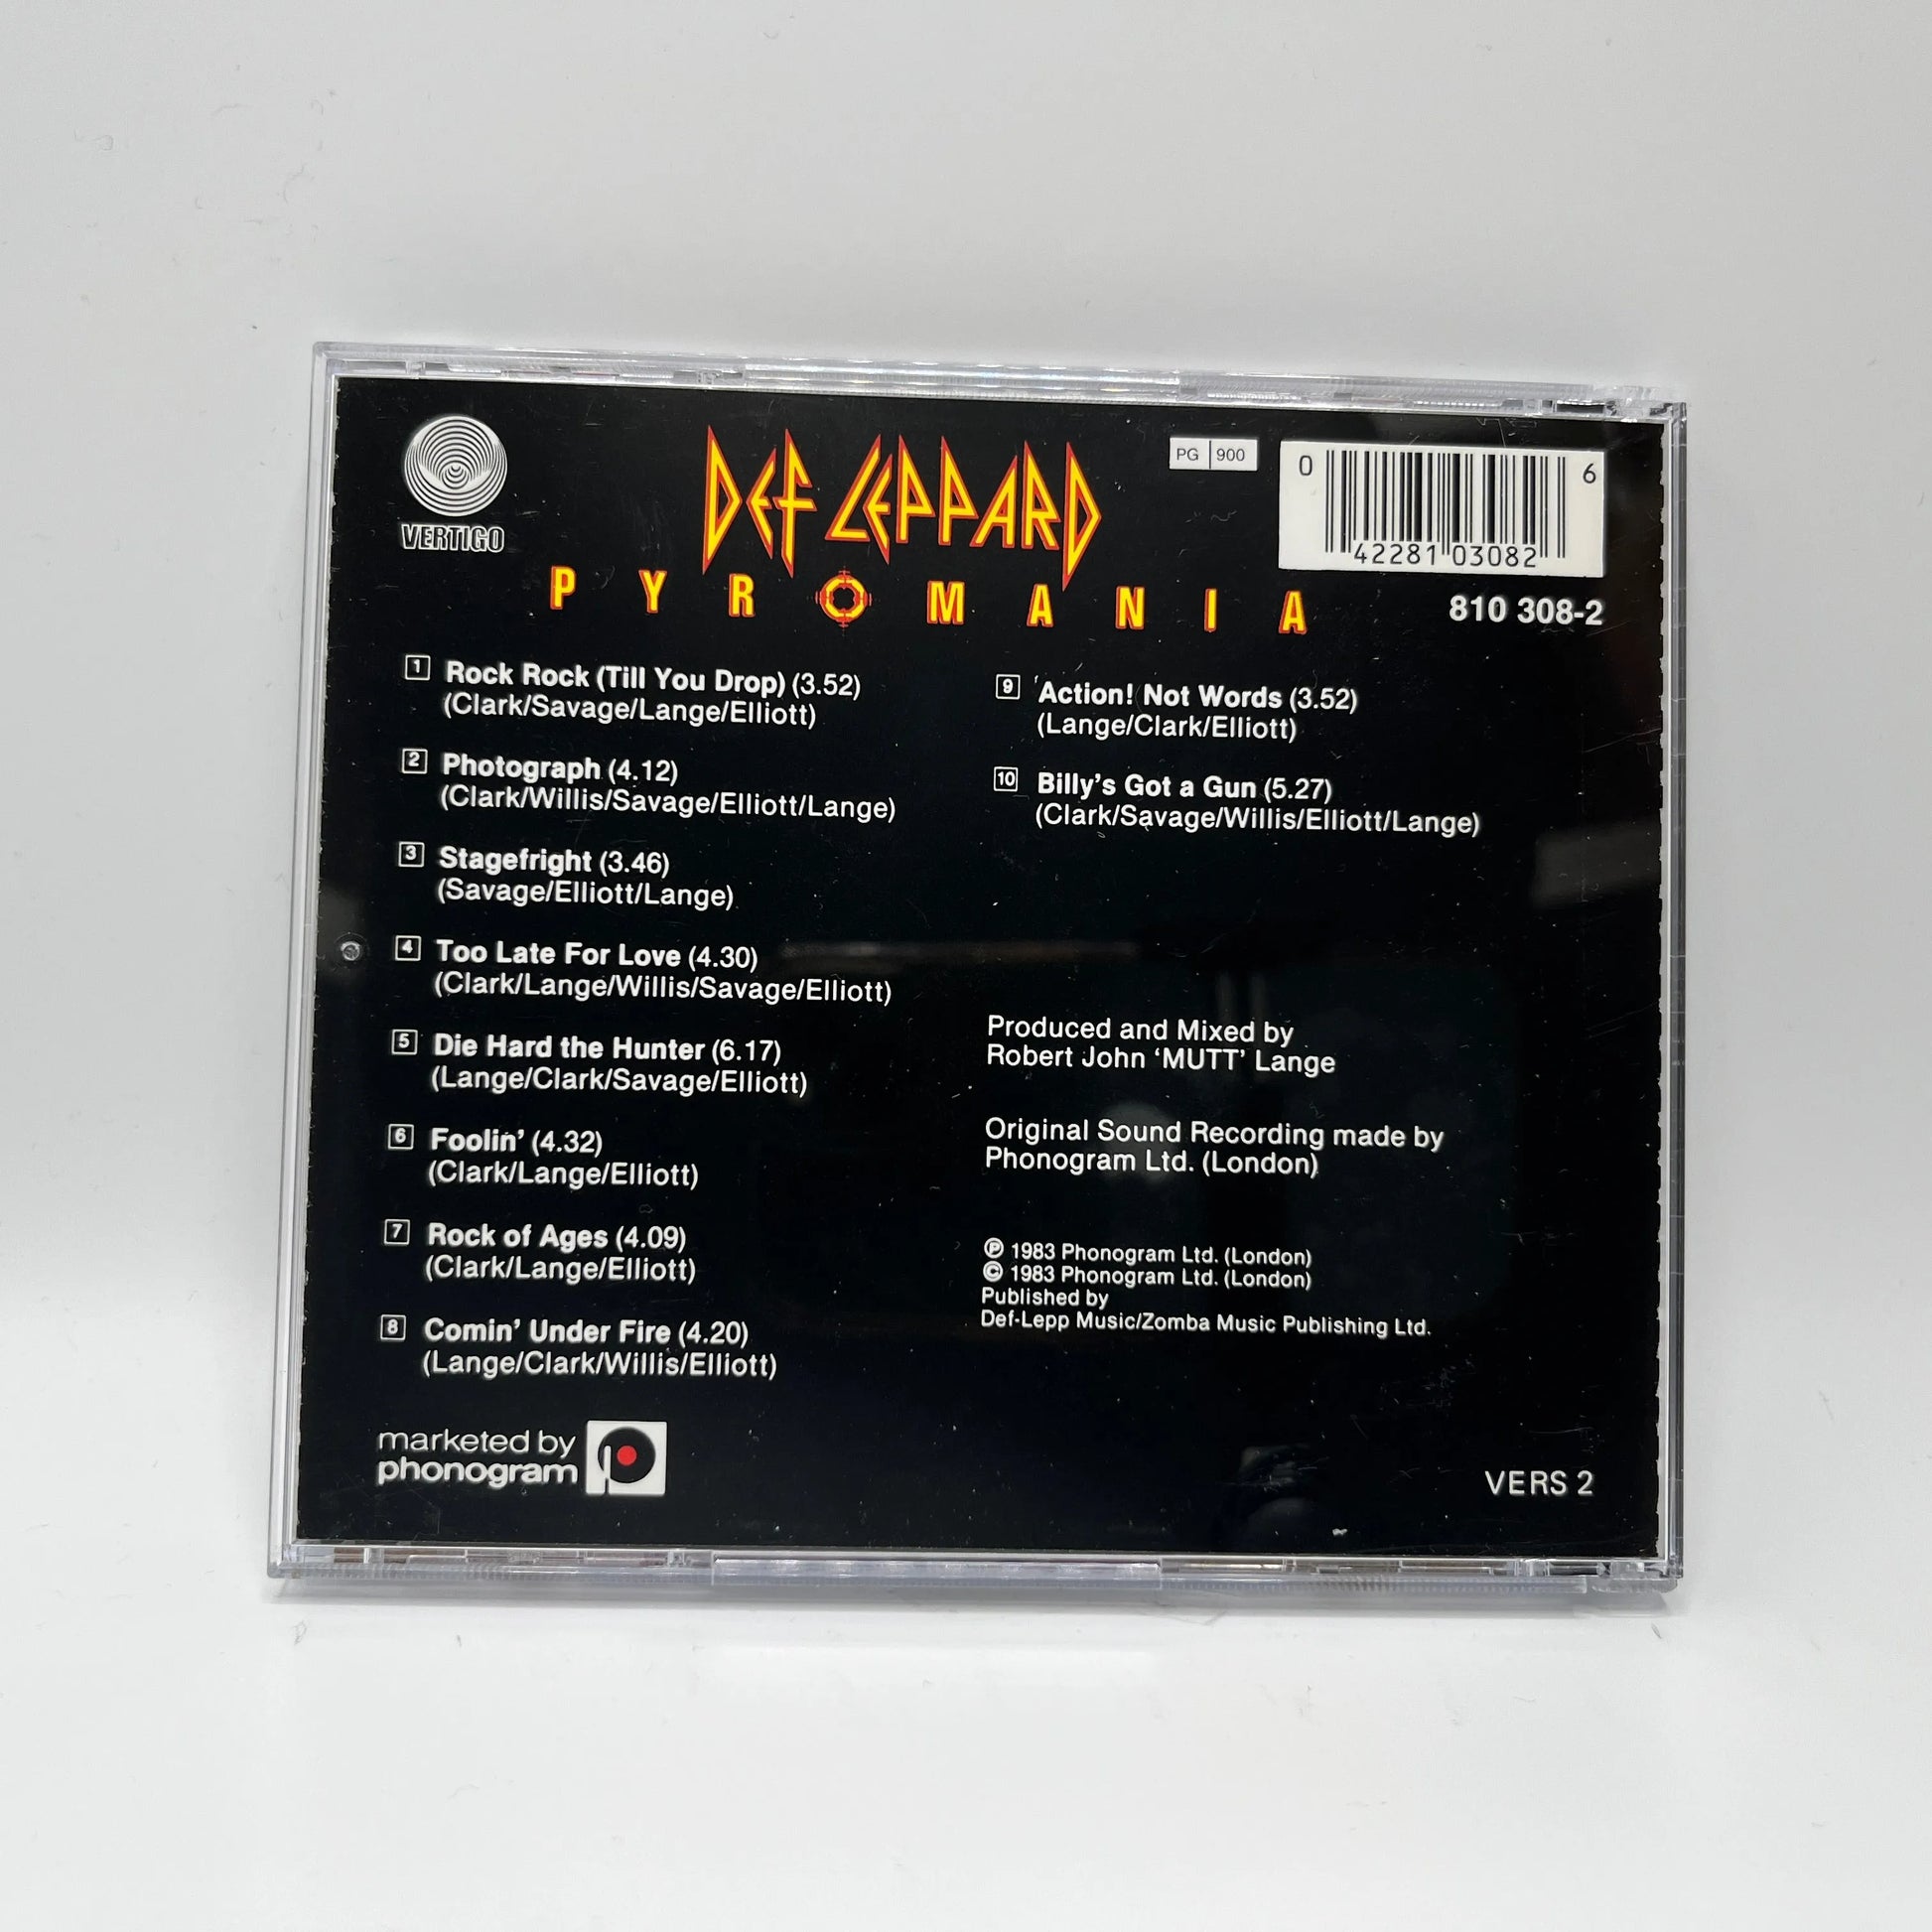 VERTIGO
DEF LEPPARD
PYROMANIA
PG 900
0 42281 03082 6
810 308-2
1 Rock Rock (Till You Drop) (3.52)
(Clark/Savage/Lange/Elliott)
2 Photograph (4.12)
(Clark/Willis/Savage/Elliott/Lange)
3 Stagefright (3.46)
(Savage/Elliott/Lange)
4 Too Late For Love (4.30)
(Clark/Lange/Willis/Savage/Elliott)
5 Die Hard the Hunter (6.17)
(Lange/Clark/Savage/Elliott)
6 Foolin’ (4.32)
(Clark/Lange/Elliott)
7 Rock of Ages (4.09)
(Clark/Lange/Elliott)
8 Comin’ Under Fire (4.20)
(Lange/Clark/Willis/Elliott)
9 Action! Not Words (3.52)
(Lange/Clark/Elliott)
10 Billy’s Got a Gun (5.27)
(Clark/Savage/Willis/Elliott/Lange)
Produced and Mixed by
Robert John ‘MUTT’ Lange
Original Sound Recording made by
Phonogram Ltd. (London)
℗ 1983 Phonogram Ltd. (London)
© 1983 Phonogram Ltd. (London)
Published by
Def-Lepp Music/Zomba Music Publishing Ltd.
marketed by
phonogram
VERS 2